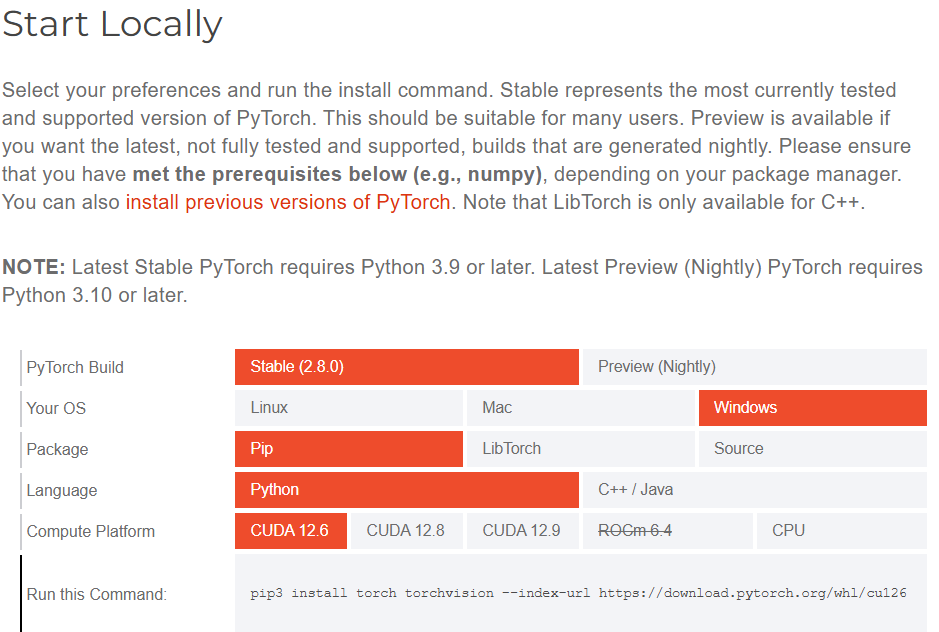 Start Locally
Select your preferences and run the install command. Stable represents the most currently tested
and supported version of PyTorch. This should be suitable for many users. Preview is available if
you want the latest, not fully tested and supported, builds that are generated nightly. Please ensure
that you have met the prerequisites below (e.g., numpy), depending on your package manager.
You can also install previous versions of PyTorch. Note that LibTorch is only available for C++.
NOTE: Latest Stable PyTorch requires Python 3.9 or later. Latest Preview (Nightly) PyTorch requires
Python 3.10 or later.
PyTorch Build Stable (2.8.0) Preview (Nightly)
Your OS Linux Mac Windows
Package Pip LibTorch Source
Language Python C++ / Java
Compute Platform CUDA 12.6 CUDA 12.8 CUDA 12.9 ROCm 6.4 CPU
Run this Command: pip3 install torch torchvision --index-url https://download.pytorch.org/whl/cu126